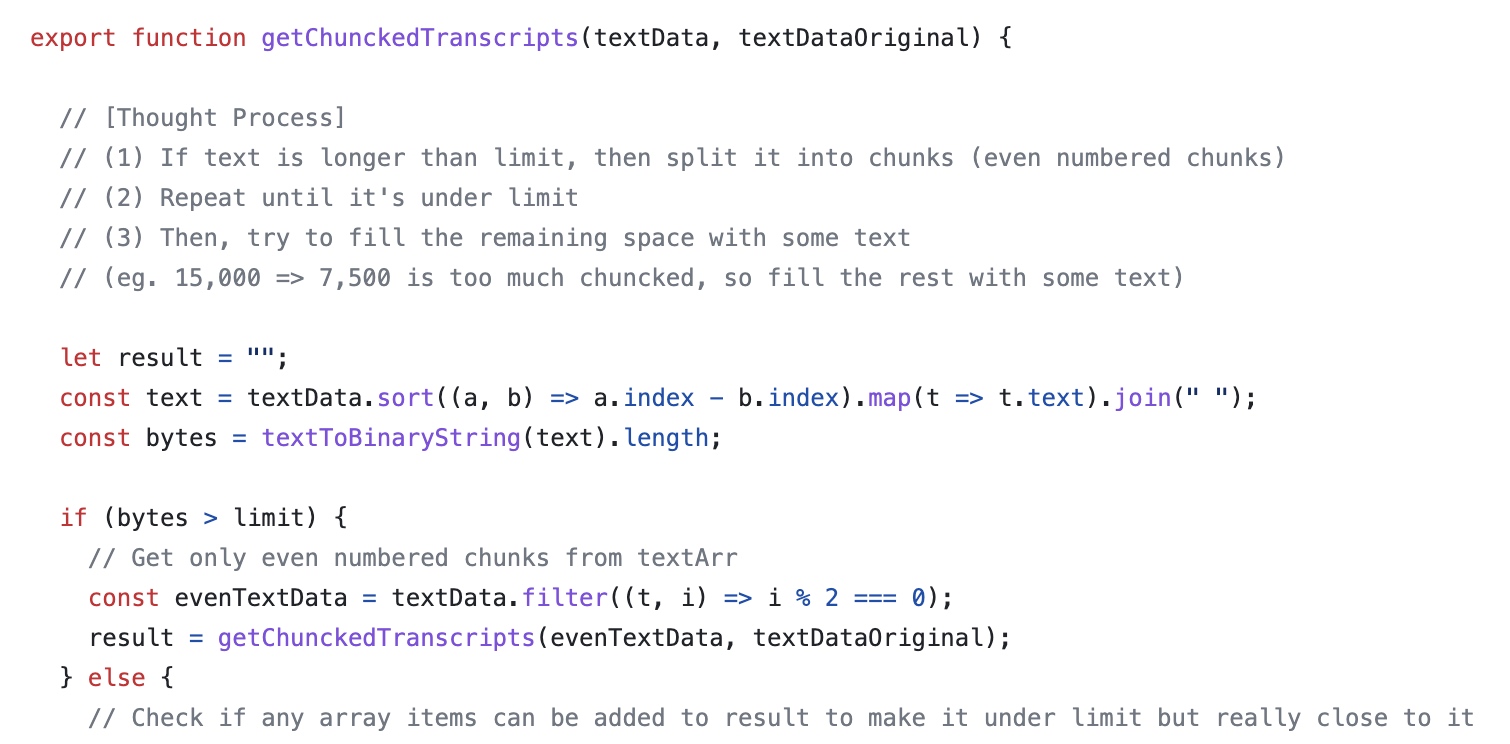 export function getChunckedTranscripts(textData, textDataOriginal) {
// [Thought Process]
// (1) If text is longer than limit, then split it into chunks (even numbered chunks)
// (2) Repeat until it's under limit
// (3) Then, try to fill the remaining space with some text
// (eg. 15,000 => 7,500 is too much chuncked, so fill the rest with some text)
let result = "";
const text = textData.sort((a, b) => a.index - b.index).map(t => t.text).join(" ");
const bytes = textToBinaryString(text).length;
if (bytes > limit) {
// Get only even numbered chunks from textArr
const evenTextData = textData.filter((t, i) => i % 2 === 0);
result = getChunckedTranscripts(evenTextData, textDataOriginal);
} else {
// Check if any array items can be added to result to make it under limit but really close to it